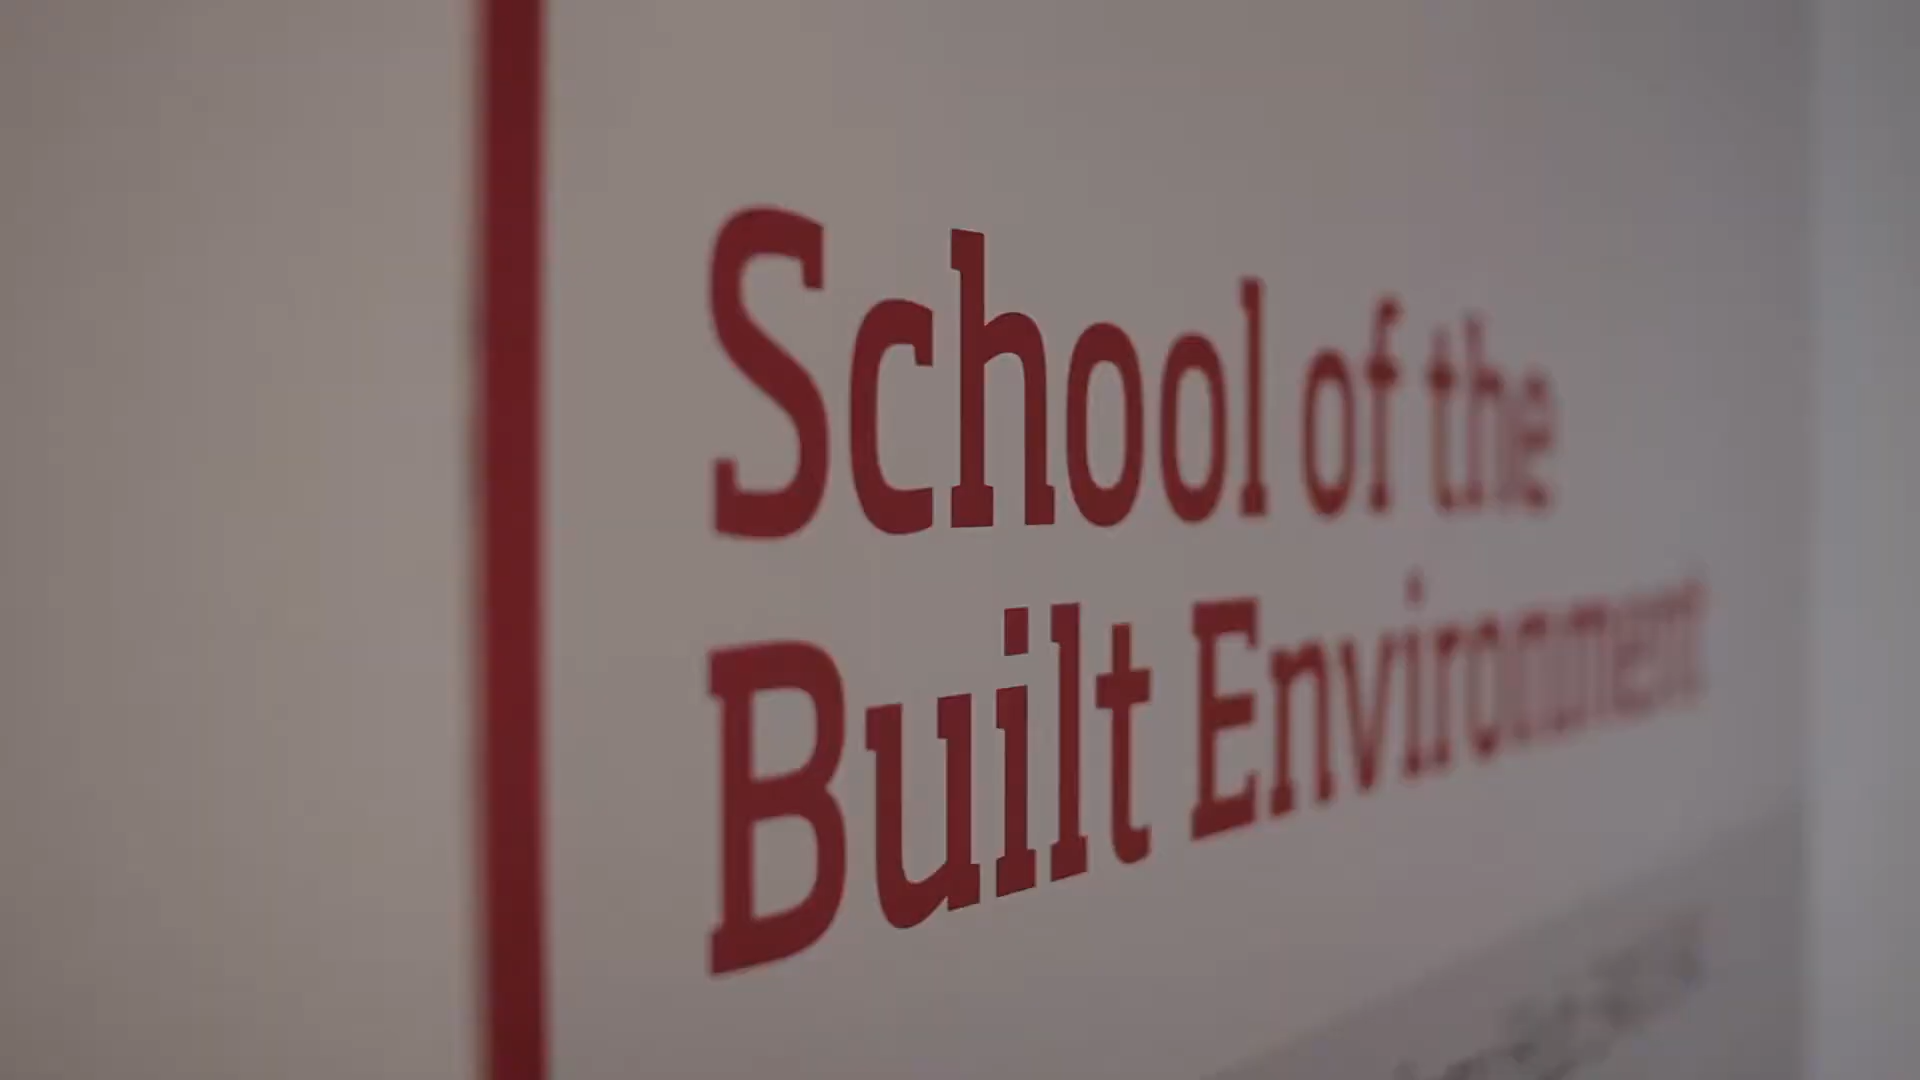 School of the
Built Environment